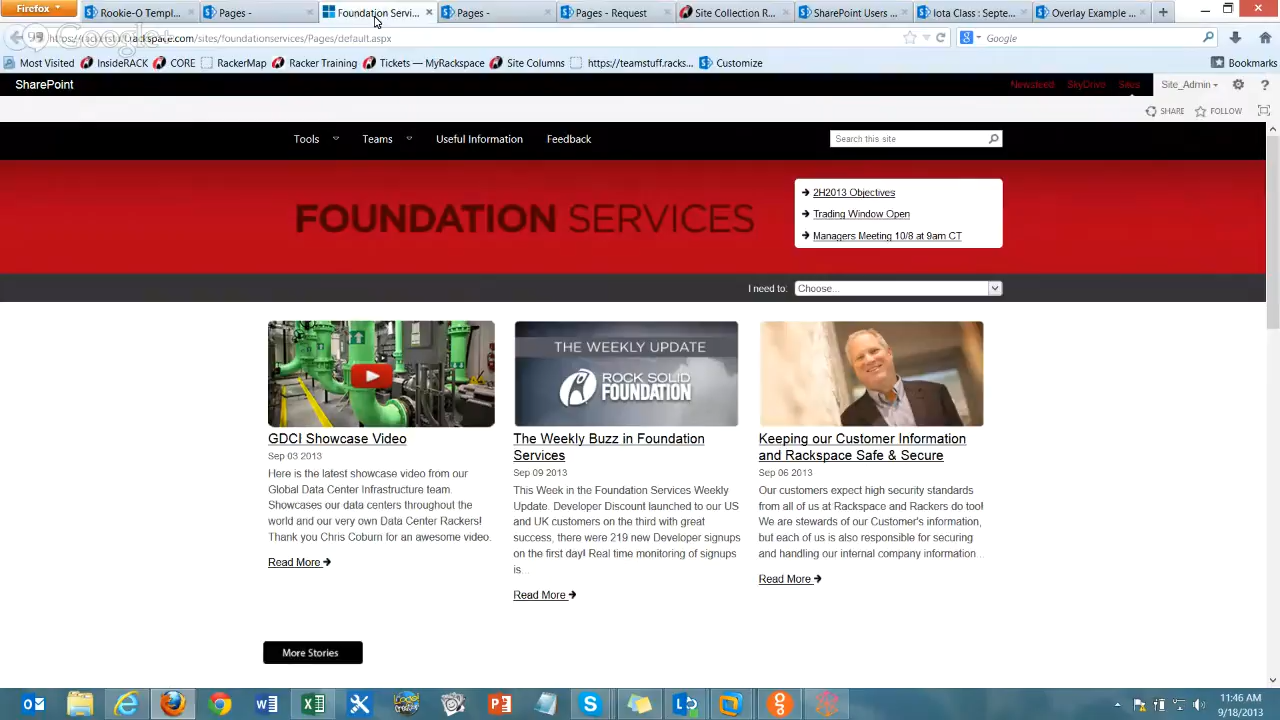 Firefox
Rookie-O Templ...
Pages -
Foundation Servi...
Pages -
Pages - Request
Site Collection R...
SharePoint Users ...
Iota Class : Septe...
Overlay Example ...
/sites/foundationservices/Pages/default.aspx
Google
Most Visited
InsideRACK
CORE
RackerMap
Racker Training
Tickets — MyRackspace
Site Columns
https://teamstuff.racks...
Customize
Bookmarks
SharePoint
Newsfeed
SkyDrive
Sites
Site_Admin
SHARE
FOLLOW
Tools
Teams
Useful Information
Feedback
Search this site
FOUNDATION SERVICES
2H2013 Objectives
Trading Window Open
Managers Meeting 10/8 at 9am CT
I need to:
Choose...
GDCI Showcase Video
Sep 03 2013
Here is the latest showcase video from our
Global Data Center Infrastructure team.
Showcases our data centers throughout the
world and our very own Data Center Rackers!
Thank you Chris Coburn for an awesome video.
Read More
THE WEEKLY UPDATE
ROCK SOLID
FOUNDATION
The Weekly Buzz in Foundation
Services
Sep 09 2013
This Week in the Foundation Services Weekly
Update. Developer Discount launched to our US
and UK customers on the third with great
success, there were 219 new Developer signups
on the first day! Real time monitoring of signups
is...
Read More
Keeping our Customer Information
and Rackspace Safe & Secure
Sep 06 2013
Our customers expect high security standards
from all of us at Rackspace and Rackers do too!
We are stewards of our Customer's information,
but each of us is also responsible for securing
and handling our internal company information...
Read More
More Stories
11:46 AM
9/18/2013